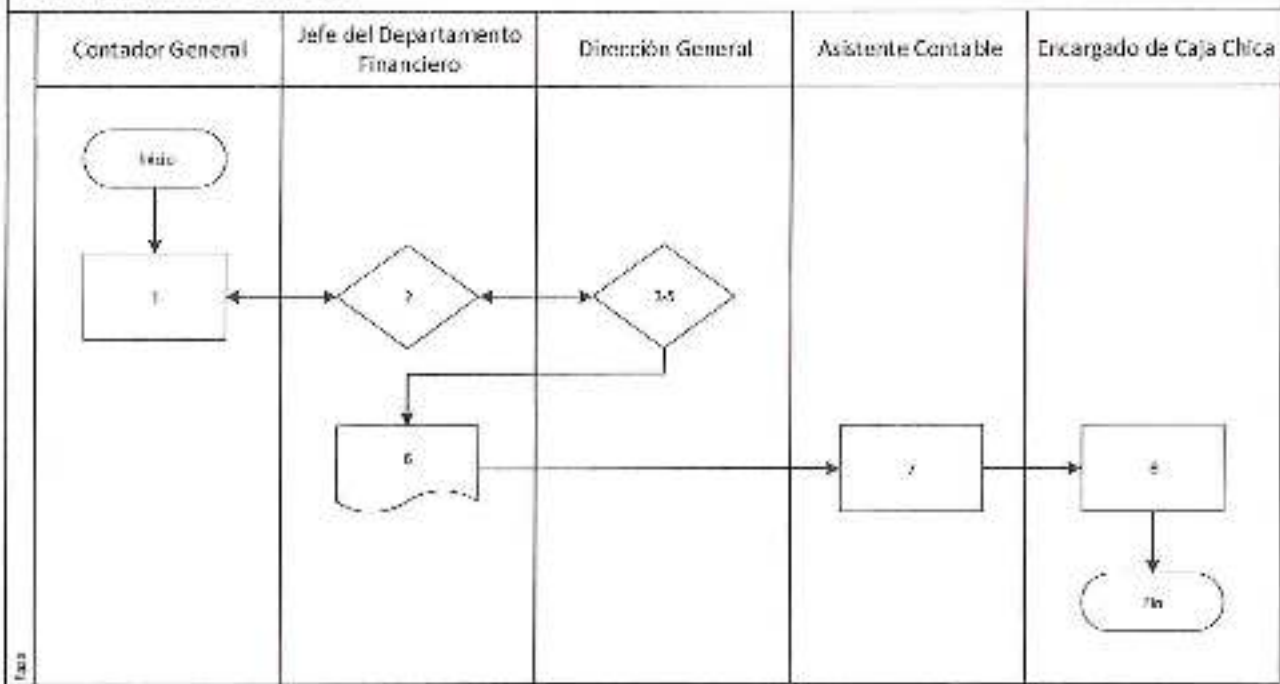 Contador General
Jefe del Departamento
Financiero
Dirección General
Asistente Contable
Encargado de Caja Chica
Inicio
1
2
3-5
6
7
8
Fin
Fase